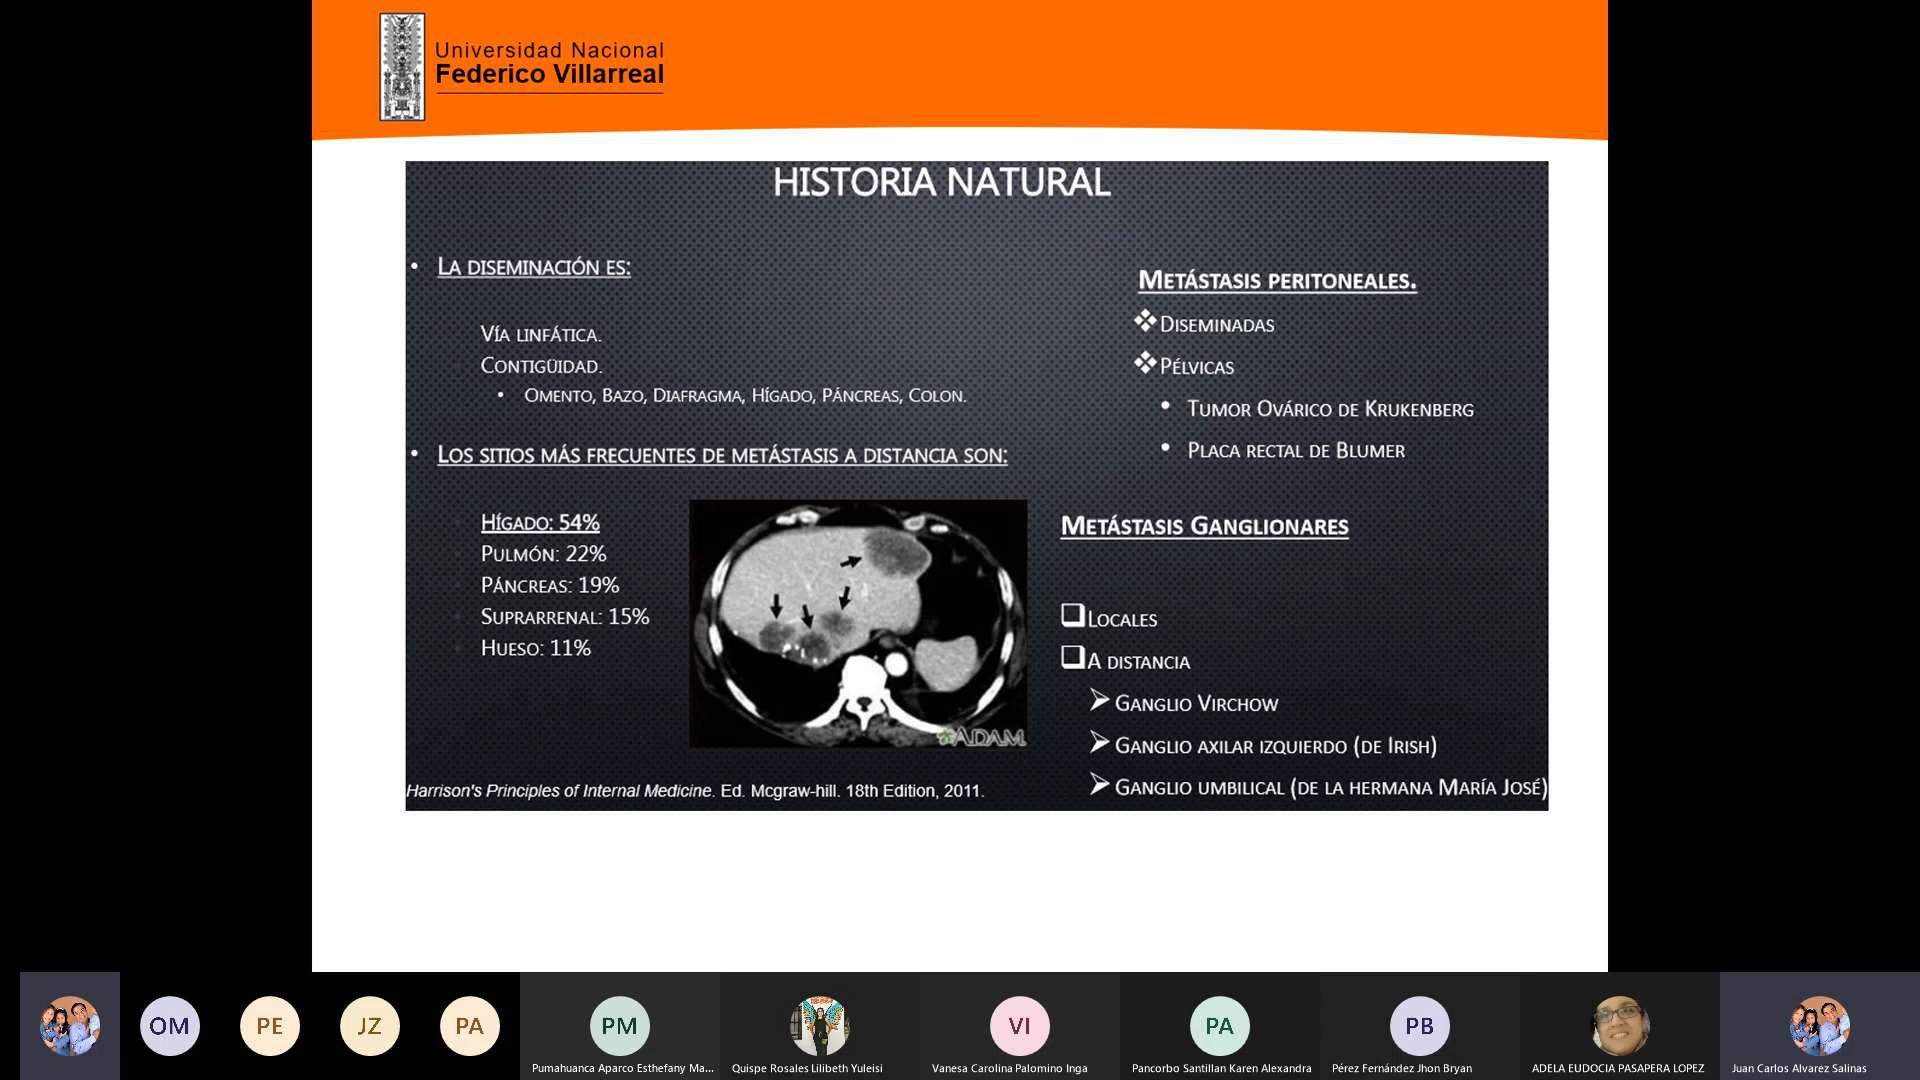 Universidad Nacional
Federico Villarreal
HISTORIA NATURAL
• LA DISEMINACIÓN ES:
VÍA LINFÁTICA.
CONTIGÜIDAD.
• OMENTO, BAZO, DIAFRAGMA, HÍGADO, PÁNCREAS, COLON.
• LOS SITIOS MÁS FRECUENTES DE METÁSTASIS A DISTANCIA SON:
HÍGADO: 54%
PULMÓN: 22%
PÁNCREAS: 19%
SUPRARRENAL: 15%
HUESO: 11%
ADAM
Harrison's Principles of Internal Medicine. Ed. Mcgraw-hill. 18th Edition, 2011.
METÁSTASIS PERITONEALES.
❖ DISEMINADAS
❖ PÉLVICAS
• TUMOR OVÁRICO DE KRUKENBERG
• PLACA RECTAL DE BLUMER
METÁSTASIS GANGLIONARES
❑ LOCALES
❑ A DISTANCIA
➢ GANGLIO VIRCHOW
➢ GANGLIO AXILAR IZQUIERDO (DE IRISH)
➢ GANGLIO UMBILICAL (DE LA HERMANA MARÍA JOSÉ)
OM
PE
JZ
PA
PM
Pumahuanca Aparco Esthefany Ma...
Quispe Rosales Lilibeth Yuleisi
VI
Vanesa Carolina Palomino Inga
PA
Pancorbo Santillan Karen Alexandra
PB
Pérez Fernández Jhon Bryan
ADELA EUDOCIA PASAPERA LOPEZ
Juan Carlos Alvarez Salinas